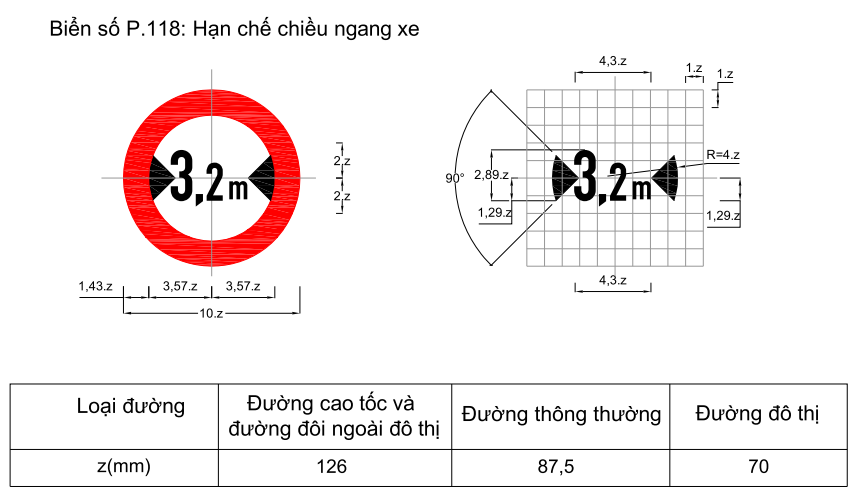 Biển số P.118: Hạn chế chiều ngang xe
3,2 m
2.z
2.z
1,43.z
3,57.z
3,57.z
10.z
4,3.z
1.z
1.z
R=4.z
90°
2,89.z
3,2 m
1,29.z
1,29.z
4,3.z
Loại đường
Đường cao tốc và
đường đôi ngoài đô thị
Đường thông thường
Đường đô thị
z(mm)
126
87,5
70